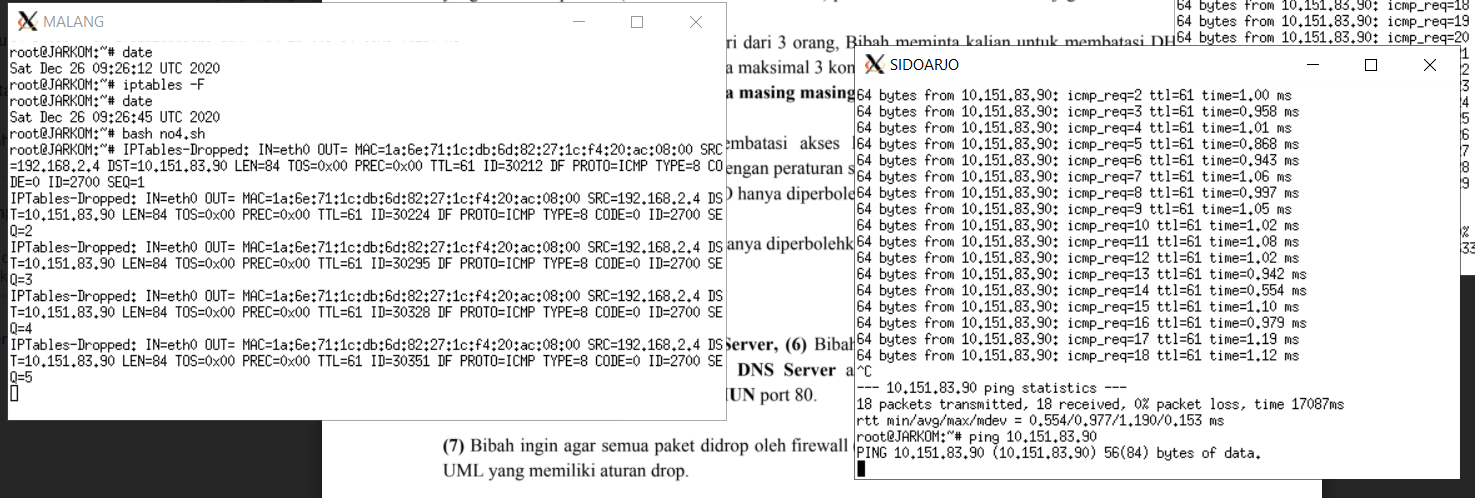 MALANG
root@JARKOM:~# date
Sat Dec 26 09:26:12 UTC 2020
root@JARKOM:~# iptables -F
root@JARKOM:~# date
Sat Dec 26 09:26:45 UTC 2020
root@JARKOM:~# bash no4.sh
root@JARKOM:~# IPTables-Dropped: IN=eth0 OUT= MAC=1a:6e:71:1c:db:6d:82:27:1c:f4:20:ac:08:00 SRC
=192.168.2.4 DST=10.151.83.90 LEN=84 TOS=0x00 PREC=0x00 TTL=61 ID=30212 DF PROTO=ICMP TYPE=8 CO
DE=0 ID=2700 SEQ=1
IPTables-Dropped: IN=eth0 OUT= MAC=1a:6e:71:1c:db:6d:82:27:1c:f4:20:ac:08:00 SRC=192.168.2.4 DS
T=10.151.83.90 LEN=84 TOS=0x00 PREC=0x00 TTL=61 ID=30224 DF PROTO=ICMP TYPE=8 CODE=0 ID=2700 SE
Q=2
IPTables-Dropped: IN=eth0 OUT= MAC=1a:6e:71:1c:db:6d:82:27:1c:f4:20:ac:08:00 SRC=192.168.2.4 DS
T=10.151.83.90 LEN=84 TOS=0x00 PREC=0x00 TTL=61 ID=30295 DF PROTO=ICMP TYPE=8 CODE=0 ID=2700 SE
Q=3
IPTables-Dropped: IN=eth0 OUT= MAC=1a:6e:71:1c:db:6d:82:27:1c:f4:20:ac:08:00 SRC=192.168.2.4 DS
T=10.151.83.90 LEN=84 TOS=0x00 PREC=0x00 TTL=61 ID=30328 DF PROTO=ICMP TYPE=8 CODE=0 ID=2700 SE
Q=4
IPTables-Dropped: IN=eth0 OUT= MAC=1a:6e:71:1c:db:6d:82:27:1c:f4:20:ac:08:00 SRC=192.168.2.4 DS
T=10.151.83.90 LEN=84 TOS=0x00 PREC=0x00 TTL=61 ID=30351 DF PROTO=ICMP TYPE=8 CODE=0 ID=2700 SE
Q=5
ri dari 3 orang, Bibah meminta kalian untuk membatasi DH
a maksimal 3 kon
a masing masing
embatasi akses
engan peraturan s
O hanya diperbole
anya diperbolehk
Server, (6) Bibah
DNS Server a
MUN port 80.
(7) Bibah ingin agar semua paket didrop oleh firewall
UML yang memiliki aturan drop.
64 bytes from 10.151.83.90: icmp_req=18
64 bytes from 10.151.83.90: icmp_req=19
64 bytes from 10.151.83.90: icmp_req=20
SIDOARJO
64 bytes from 10.151.83.90: icmp_req=2 ttl=61 time=1.00 ms
64 bytes from 10.151.83.90: icmp_req=3 ttl=61 time=0.958 ms
64 bytes from 10.151.83.90: icmp_req=4 ttl=61 time=1.01 ms
64 bytes from 10.151.83.90: icmp_req=5 ttl=61 time=0.868 ms
64 bytes from 10.151.83.90: icmp_req=6 ttl=61 time=0.943 ms
64 bytes from 10.151.83.90: icmp_req=7 ttl=61 time=1.06 ms
64 bytes from 10.151.83.90: icmp_req=8 ttl=61 time=0.997 ms
64 bytes from 10.151.83.90: icmp_req=9 ttl=61 time=1.05 ms
64 bytes from 10.151.83.90: icmp_req=10 ttl=61 time=1.02 ms
64 bytes from 10.151.83.90: icmp_req=11 ttl=61 time=1.08 ms
64 bytes from 10.151.83.90: icmp_req=12 ttl=61 time=1.02 ms
64 bytes from 10.151.83.90: icmp_req=13 ttl=61 time=0.942 ms
64 bytes from 10.151.83.90: icmp_req=14 ttl=61 time=0.554 ms
64 bytes from 10.151.83.90: icmp_req=15 ttl=61 time=1.10 ms
64 bytes from 10.151.83.90: icmp_req=16 ttl=61 time=0.979 ms
64 bytes from 10.151.83.90: icmp_req=17 ttl=61 time=1.19 ms
64 bytes from 10.151.83.90: icmp_req=18 ttl=61 time=1.12 ms
^C
--- 10.151.83.90 ping statistics ---
18 packets transmitted, 18 received, 0% packet loss, time 17087ms
rtt min/avg/max/mdev = 0.554/0.977/1.190/0.153 ms
root@JARKOM:~# ping 10.151.83.90
PING 10.151.83.90 (10.151.83.90) 56(84) bytes of data.